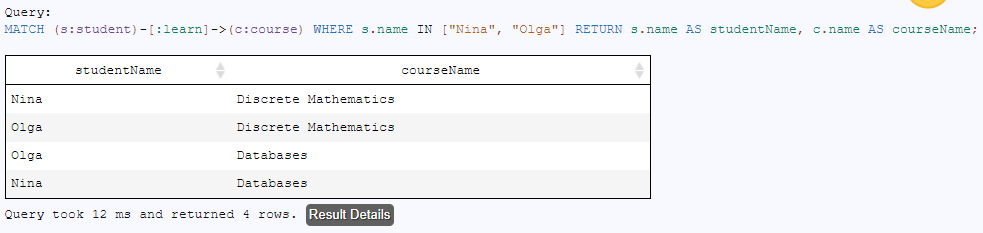 Query:
MATCH (s:student)-[:learn]->(c:course) WHERE s.name IN ["Nina", "Olga"] RETURN s.name AS studentName, c.name AS courseName;
studentName courseName
Nina Discrete Mathematics
Olga Discrete Mathematics
Olga Databases
Nina Databases
Query took 12 ms and returned 4 rows. Result Details